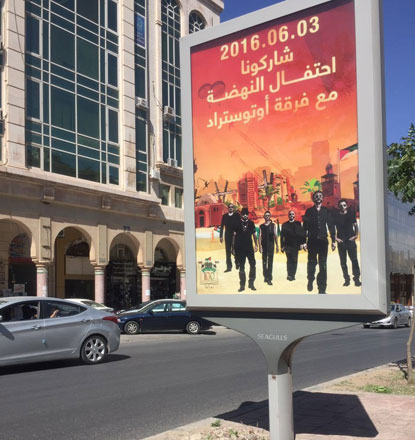 2016.06.03
شاركونا
احتفال النهضة
مع فرقة أوتوستراد
SEAGULLS